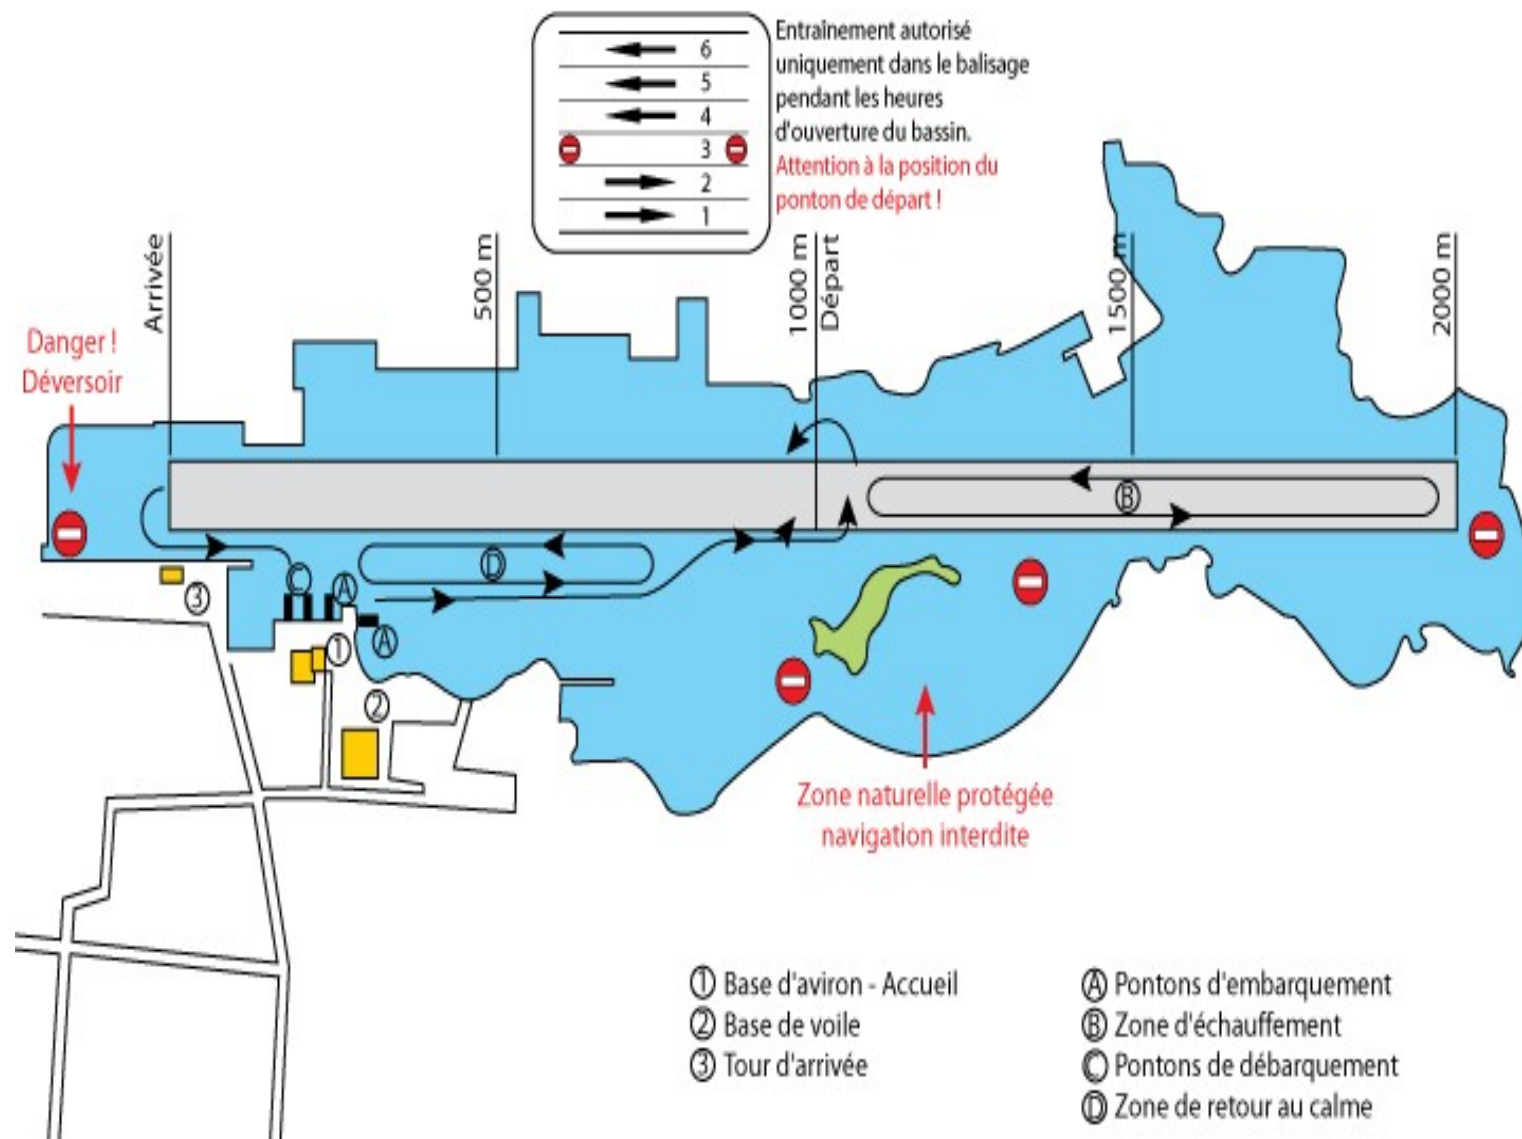 6
5
4
3
2
1
Entraînement autorisé
uniquement dans le balisage
pendant les heures
d'ouverture du bassin.
Attention à la position du
ponton de départ !
Arrivée
500 m
1000 m
Départ
1500 m
2000 m
Danger !
Déversoir
B
D
C
A
A
3
1
2
Zone naturelle protégée
navigation interdite
1 Base d'aviron - Accueil
2 Base de voile
3 Tour d'arrivée
A Pontons d'embarquement
B Zone d'échauffement
C Pontons de débarquement
D Zone de retour au calme